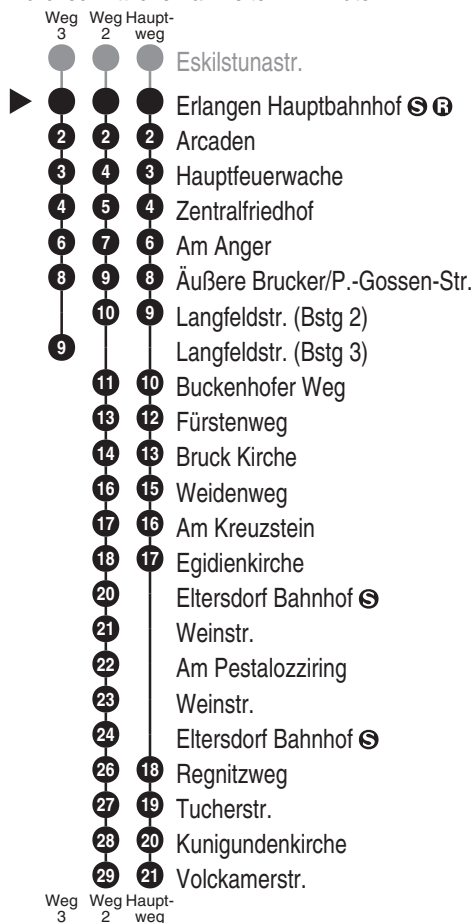 Weg Weg Haupt-
3 2 weg
Eskilstunastr.
Erlangen Hauptbahnhof S R
2 2 2 Arcaden
3 4 3 Hauptfeuerwache
4 5 4 Zentralfriedhof
6 7 6 Am Anger
8 9 8 Äußere Brucker/P.-Gossen-Str.
10 9 Langfeldstr. (Bstg 2)
9 Langfeldstr. (Bstg 3)
11 10 Buckenhofer Weg
13 12 Fürstenweg
14 13 Bruck Kirche
16 15 Weidenweg
17 16 Am Kreuzstein
18 17 Egidienkirche
20 Eltersdorf Bahnhof S
21 Weinstr.
22 Am Pestalozziring
23 Weinstr.
24 Eltersdorf Bahnhof S
26 18 Regnitzweg
27 19 Tucherstr.
28 20 Kunigundenkirche
29 21 Volckamerstr.
Weg Weg Haupt-
3 2 weg